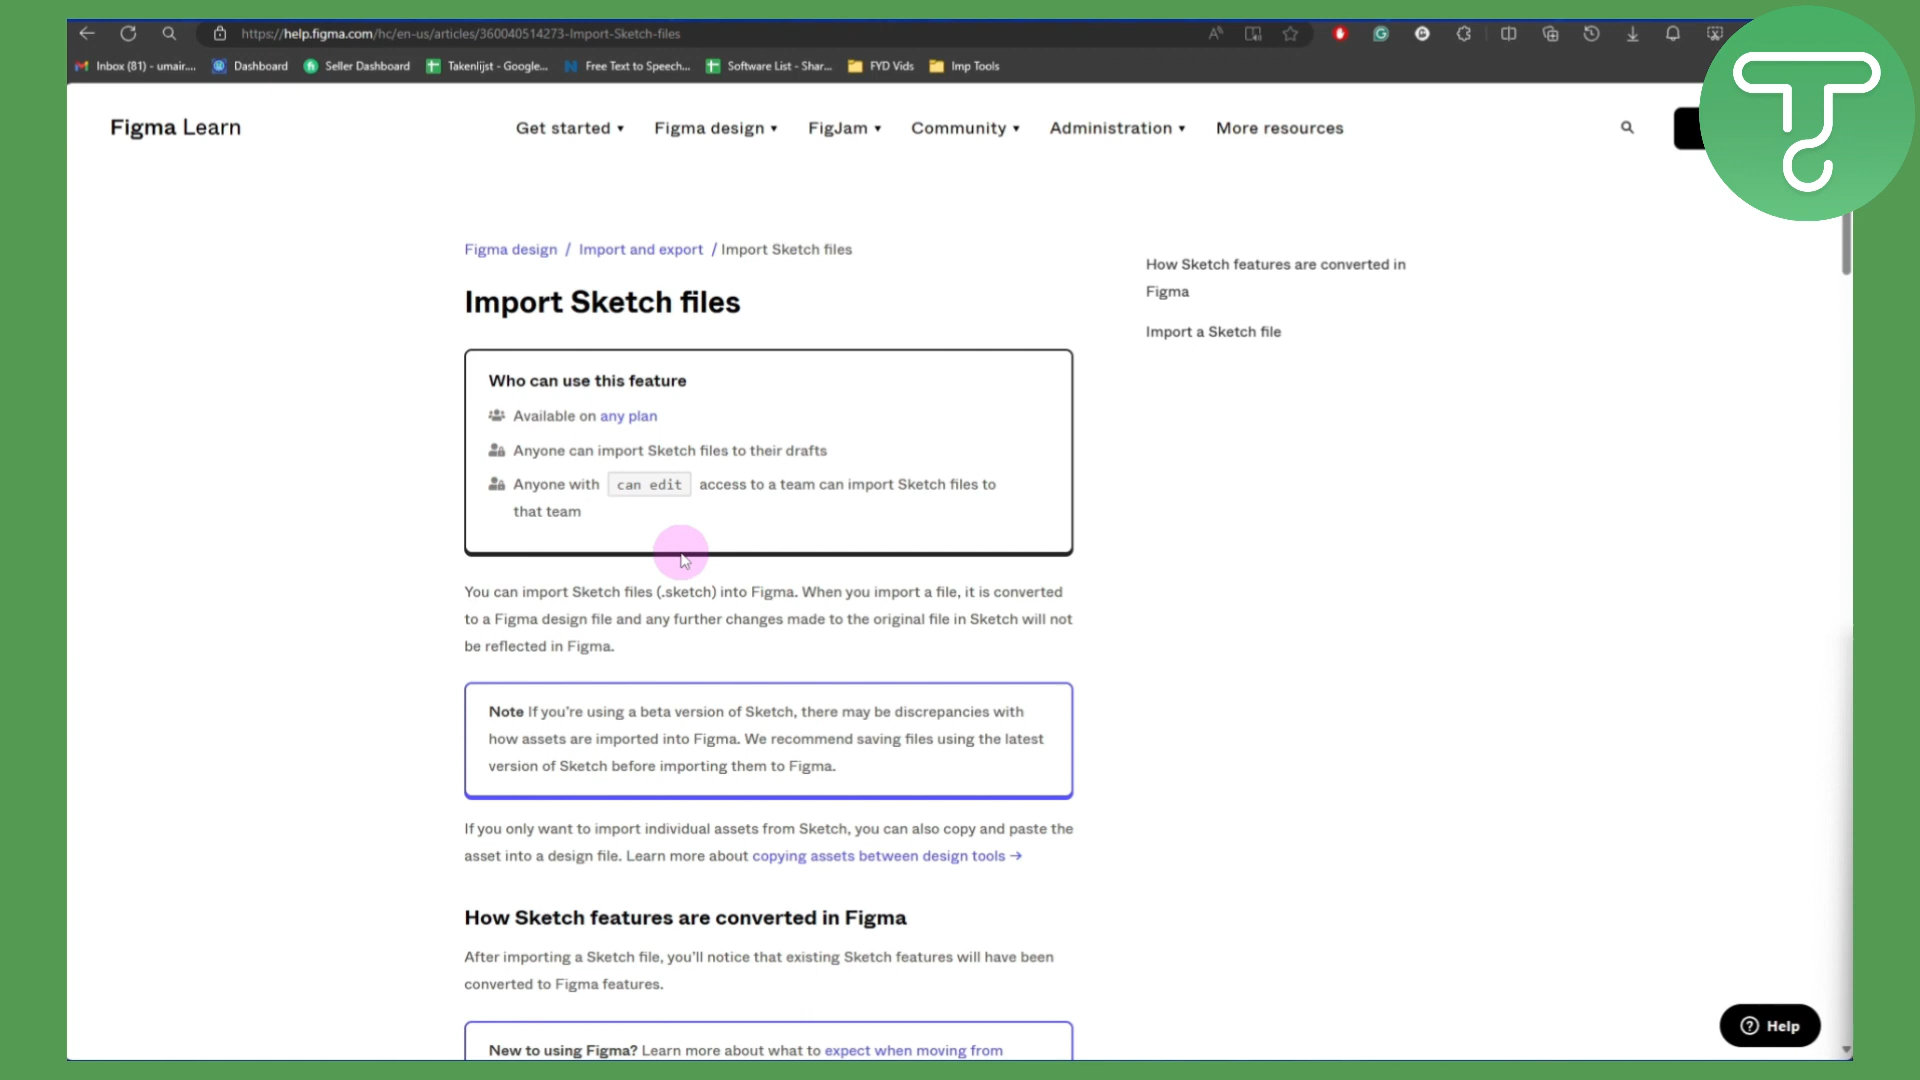 https://help.figma.com/hc/en-us/articles/360040514273-Import-Sketch-files
Inbox (81) - umair.... Dashboard Seller Dashboard Takenlijst - Google... Free Text to Speech... Software List - Shar... FYD Vids Imp Tools
Figma Learn Get started Figma design FigJam Community Administration More resources
Figma design / Import and export / Import Sketch files
Import Sketch files
How Sketch features are converted in
Figma
Import a Sketch file
Who can use this feature
Available on any plan
Anyone can import Sketch files to their drafts
Anyone with can edit access to a team can import Sketch files to
that team
You can import Sketch files (.sketch) into Figma. When you import a file, it is converted
to a Figma design file and any further changes made to the original file in Sketch will not
be reflected in Figma.
Note If you're using a beta version of Sketch, there may be discrepancies with
how assets are imported into Figma. We recommend saving files using the latest
version of Sketch before importing them to Figma.
If you only want to import individual assets from Sketch, you can also copy and paste the
asset into a design file. Learn more about copying assets between design tools →
How Sketch features are converted in Figma
After importing a Sketch file, you'll notice that existing Sketch features will have been
converted to Figma features.
New to using Figma? Learn more about what to expect when moving from
Help